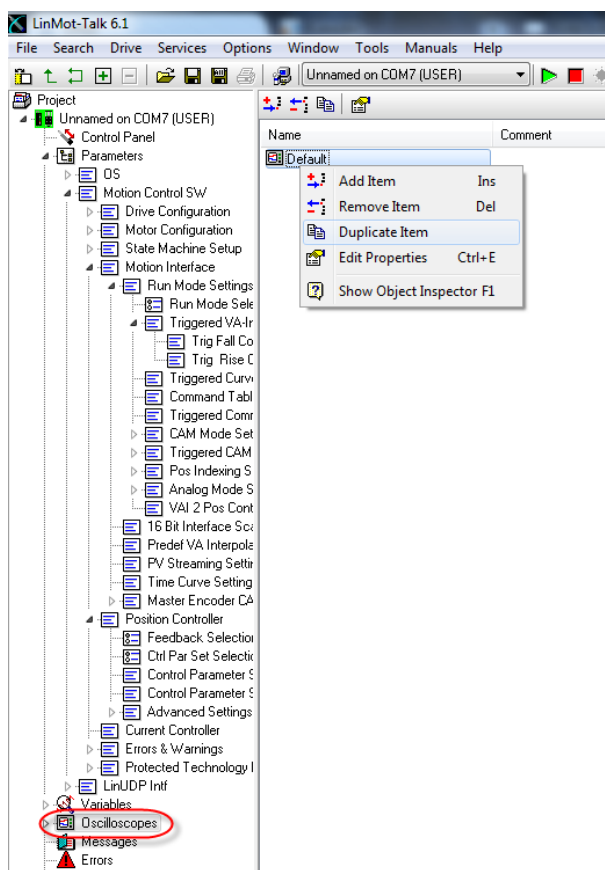 LinMot-Talk 6.1
File Search Drive Services Options Window Tools Manuals Help
Unnamed on COM7 (USER)
Project
Unnamed on COM7 (USER)
Control Panel
Parameters
OS
Motion Control SW
Drive Configuration
Motor Configuration
State Machine Setup
Motion Interface
Run Mode Settings
Run Mode Sele
Triggered VA-Ir
Trig Fall Co
Trig Rise C
Triggered Curv
Command Tabl
Triggered Comr
CAM Mode Set
Triggered CAM
Pos Indexing S
Analog Mode S
VAI 2 Pos Cont
16 Bit Interface Sca
Predef VA Interpola
PV Streaming Settir
Time Curve Setting
Master Encoder CA
Position Controller
Feedback Selection
Ctrl Par Set Selectic
Control Parameter S
Control Parameter S
Advanced Settings
Current Controller
Errors & Warnings
Protected Technology I
LinUDP Intf
Variables
Oscilloscopes
Messages
Errors
Name Comment
Default
Add Item Ins
Remove Item Del
Duplicate Item
Edit Properties Ctrl+E
Show Object Inspector F1